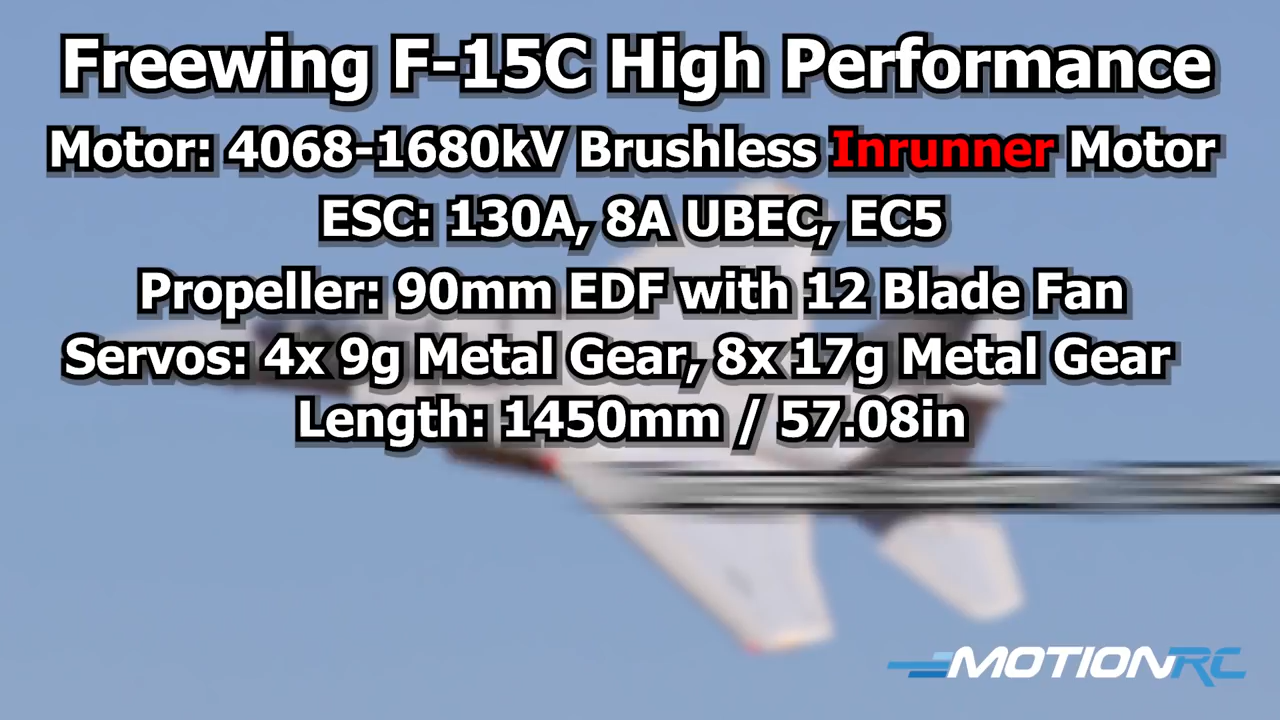 Freewing F-15C High Performance
Motor: 4068-1680kV Brushless Inrunner Motor
ESC: 130A, 8A UBEC, EC5
Propeller: 90mm EDF with 12 Blade Fan
Servos: 4x 9g Metal Gear, 8x 17g Metal Gear
Length: 1450mm / 57.08in
MOTIONRC